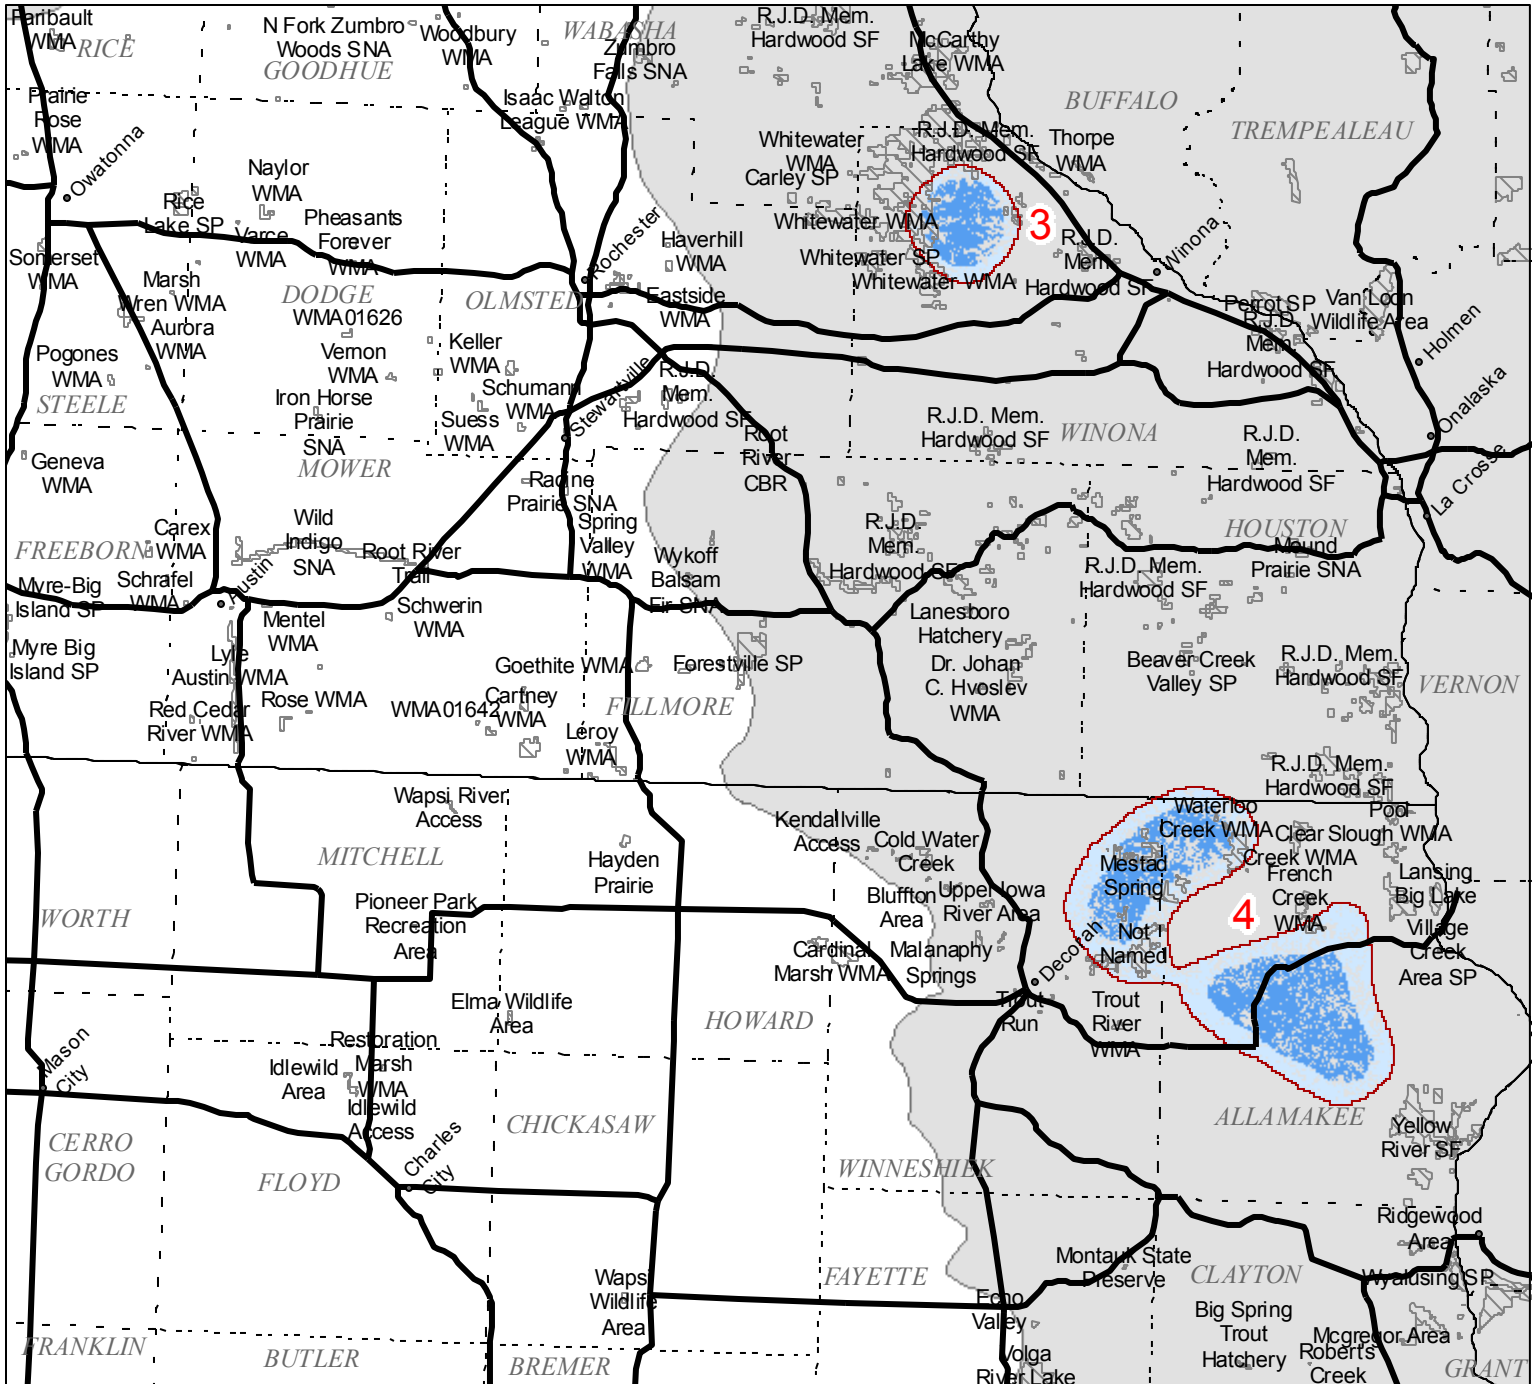 Faribault
WMA
RICE
N Fork Zumbro
Woods SNA
GOODHUE
Woodbury
WMA
WABASHA
Zumbro
Falls SNA
R.J.D. Mem.
Hardwood SF
McCarthy
Lake WMA
BUFFALO
TREMPEALEAU
Prairie
Rose
WMA
Owatonna
Isaac Walton
League WMA
Whitewater
WMA
Carley SP
R.J.D. Mem.
Hardwood SF
Thorpe
WMA
Naylor
WMA
Rice
Lake SP
Varce
WMA
Pheasants
Forever
WMA
Rochester
Haverhill
WMA
Whitewater WMA
3
Whitewater SP
Whitewater WMA
R.J.D.
Mem.
Hardwood SF
Winona
Somerset
WMA
Marsh
Wren WMA
Aurora
WMA
DODGE
WMA01626
OLMSTED
Eastside
WMA
Perrot SP
R.J.D.
Mem.
Hardwood SF
Van Loon
Wildlife Area
Holmen
Pogones
WMA
STEELE
Vernon
WMA
Keller
WMA
Schumann
WMA
Stewartville
R.J.D.
Mem.
Hardwood SF
Iron Horse
Prairie
SNA
Suess
WMA
Root
River
CBR
R.J.D. Mem.
Hardwood SF
WINONA
R.J.D.
Mem.
Hardwood SF
Onalaska
La Crosse
Geneva
WMA
MOWER
Racine
Prairie SNA
FREEBORN
Carex
WMA
Wild
Indigo
SNA
Root River
Trail
Spring
Valley
WMA
Wykoff
Balsam
Fir SNA
R.J.D.
Mem.
Hardwood SF
HOUSTON
Mound
Prairie SNA
R.J.D. Mem.
Hardwood SF
Myre-Big
Island SP
Schrafel
WMA
Austin
Mentel
WMA
Schwerin
WMA
Lanesboro
Hatchery
Myre Big
Island SP
Lyle
Austin WMA
Goethite WMA
Forestville SP
Dr. Johan
C. Hvoslev
WMA
Beaver Creek
Valley SP
R.J.D. Mem.
Hardwood SF
VERNON
Red Cedar
River WMA
Rose WMA
WMA01642
Cartney
WMA
FILLMORE
Leroy
WMA
R.J.D. Mem.
Hardwood SF
Wapsi River
Access
Kendallville
Access
Cold Water
Creek
Waterloo
Creek WMA
Pool
Clear Slough WMA
Creek WMA
MITCHELL
Hayden
Prairie
Mestad
Spring
French
Creek
WMA
Lansing
Big Lake
WORTH
Pioneer Park
Recreation
Area
Bluffton
Area
Upper Iowa
River Area
4
Not
Named
Village
Creek
Area SP
Cardinal
Marsh WMA
Malanaphy
Springs
Decorah
Elma Wildlife
Area
HOWARD
Trout
Run
Trout
River
WMA
Mason
City
Restoration
Marsh
WMA
Idlewild
Area
Idlewild
Access
CERRO
GORDO
CHICKASAW
ALLAMAKEE
Yellow
River SF
Charles
City
FLOYD
WINNESHIEK
Ridgewood
Area
Montauk State
Preserve
CLAYTON
Wyalusing SP
Wapsi
Wildlife
Area
FAYETTE
Echo
Valley
Big Spring
Trout
Hatchery
Mcgregor Area
Roberts
Creek
FRANKLIN
BUTLER
BREMER
Volga
River Lake
GRANT